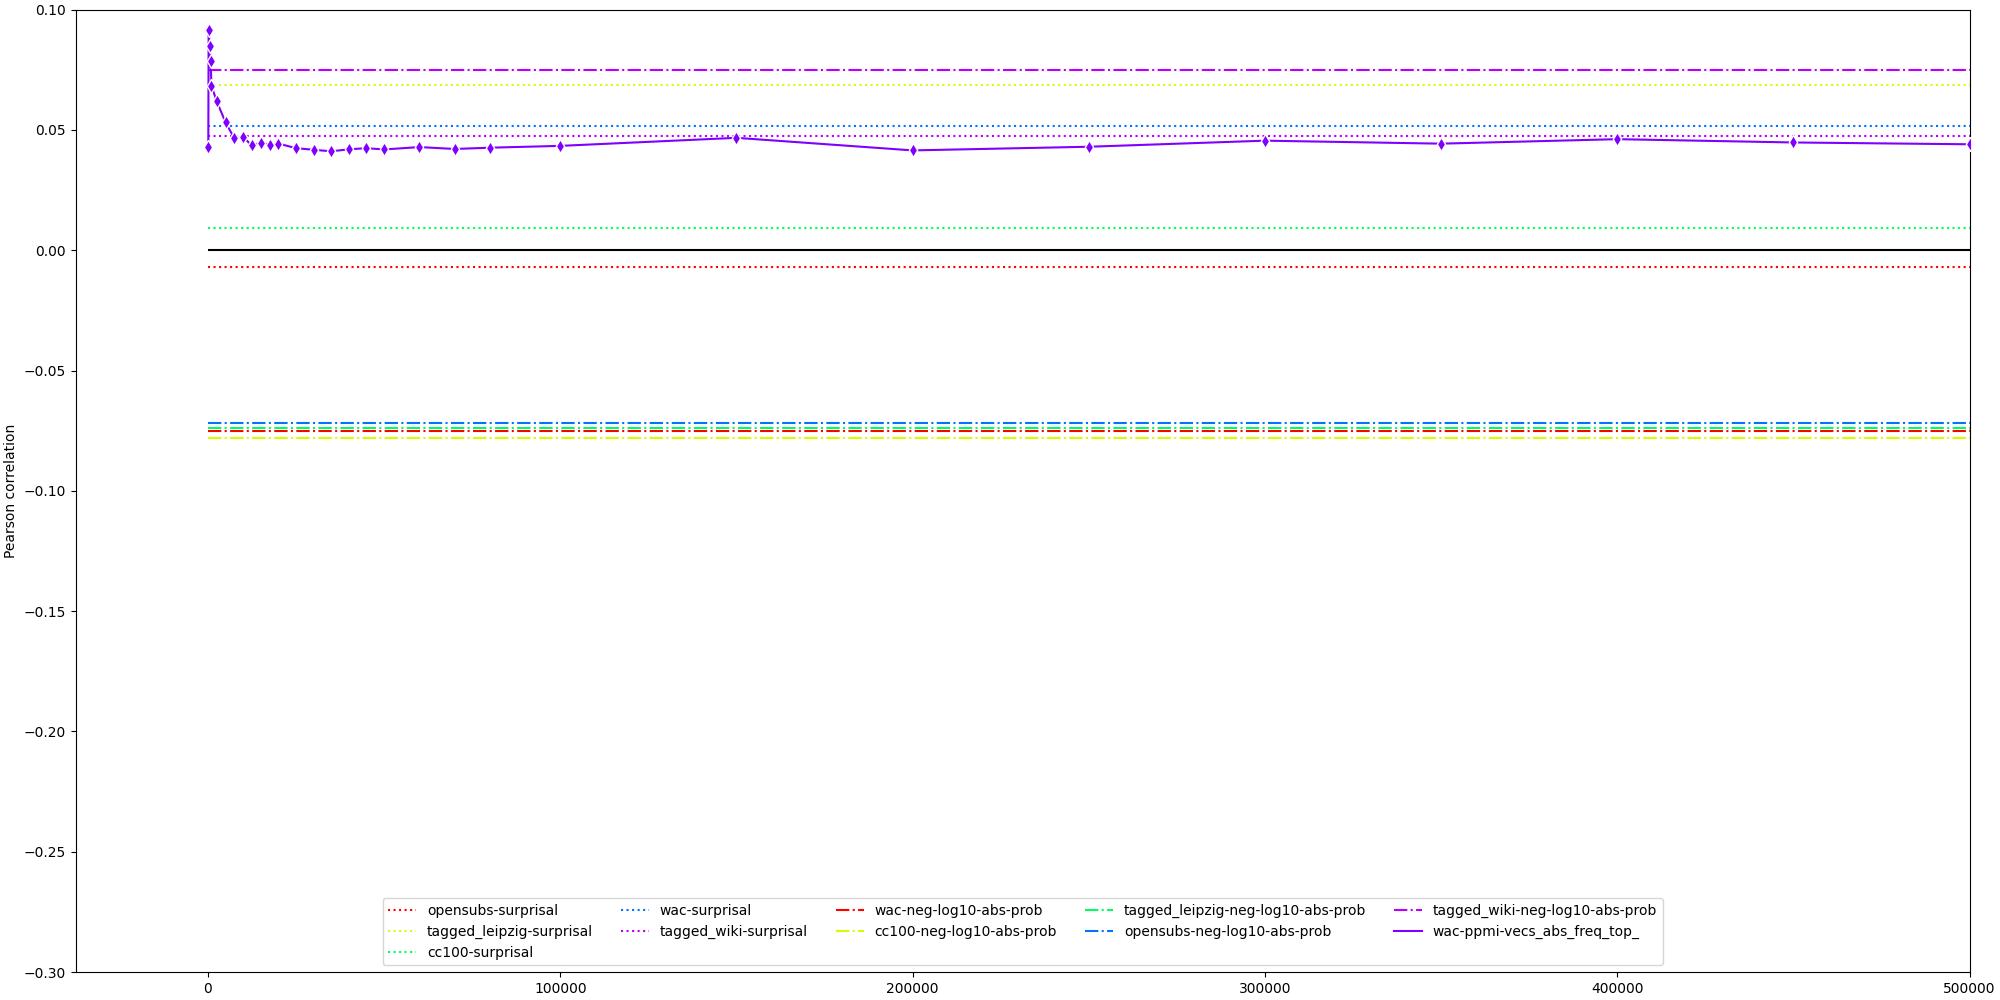 0.10
0.05
0.00
−0.05
−0.10
−0.15
−0.20
−0.25
−0.30
Pearson correlation
opensubs-surprisal
tagged_leipzig-surprisal
cc100-surprisal
wac-surprisal
tagged_wiki-surprisal
wac-neg-log10-abs-prob
cc100-neg-log10-abs-prob
tagged_leipzig-neg-log10-abs-prob
opensubs-neg-log10-abs-prob
tagged_wiki-neg-log10-abs-prob
wac-ppmi-vecs_abs_freq_top_
0 100000 200000 300000 400000 500000